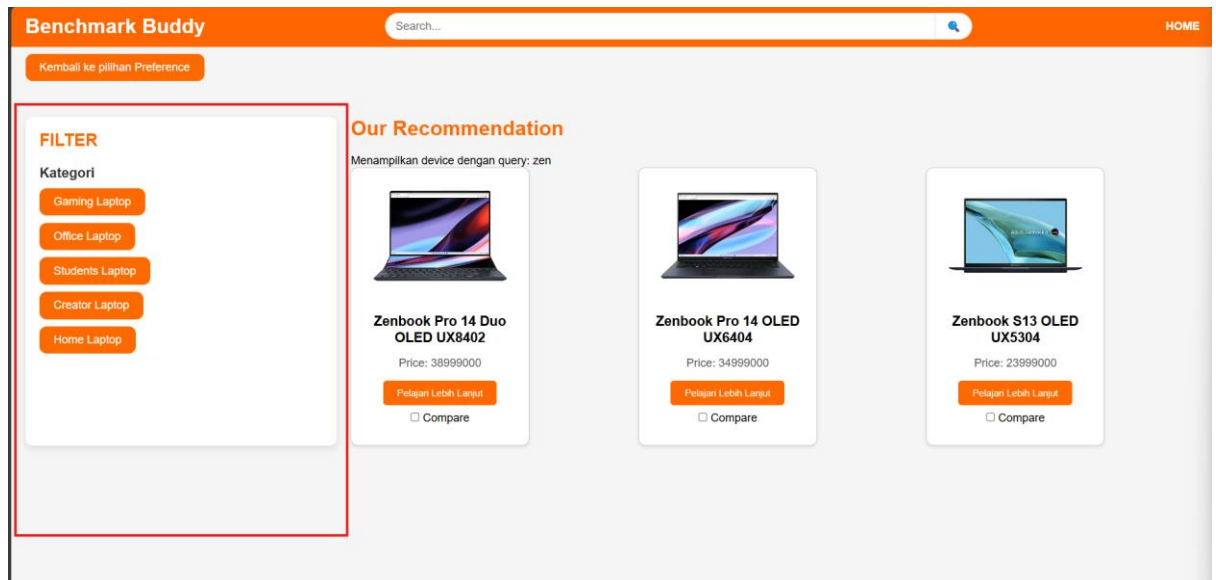 Benchmark Buddy
Search...
HOME
Kembali ke pilihan Preference
FILTER
Kategori
Gaming Laptop
Office Laptop
Students Laptop
Creator Laptop
Home Laptop
Our Recommendation
Menampilkan device dengan query: zen
Zenbook Pro 14 Duo
OLED UX8402
Price: 38999000
Pelajari Lebih Lanjut
Compare
Zenbook Pro 14 OLED
UX6404
Price: 34999000
Pelajari Lebih Lanjut
Compare
Zenbook S13 OLED
UX5304
Price: 23999000
Pelajari Lebih Lanjut
Compare